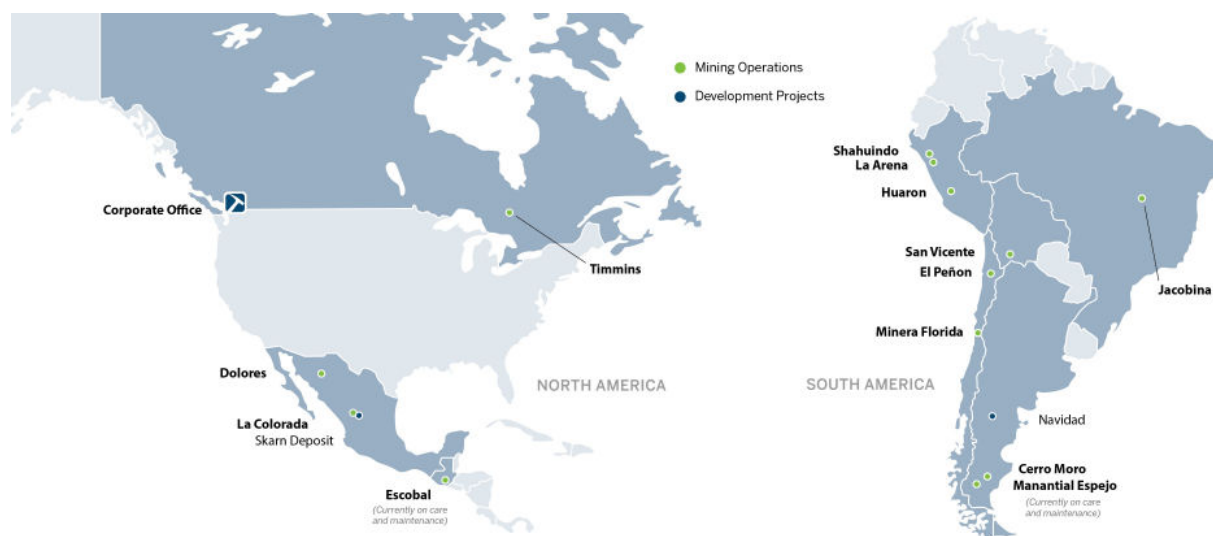 Mining Operations
Development Projects
Corporate Office
Timmins
Dolores
La Colorada
Skarn Deposit
Escobal
(Currently on care
and maintenance)
NORTH AMERICA
Shahuindo
La Arena
Huaron
San Vicente
El Peñon
Jacobina
Minera Florida
SOUTH AMERICA
Navidad
Cerro Moro
Manantial Espejo
(Currently on care
and maintenance)